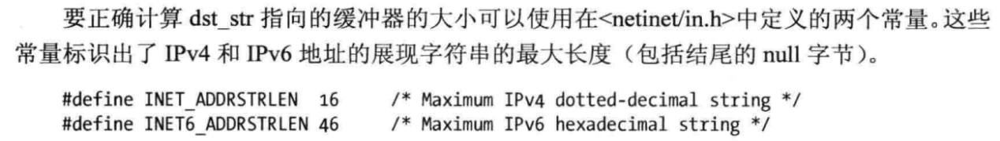 要正确计算 dst_str 指向的缓冲器的大小可以使用在<netinet/in.h>中定义的两个常量。这些
常量标识出了 IPv4 和 IPv6 地址的展现字符串的最大长度（包括结尾的 null 字节）。
#define INET_ADDRSTRLEN  16      /* Maximum IPv4 dotted-decimal string */
#define INET6_ADDRSTRLEN 46      /* Maximum IPv6 hexadecimal string */